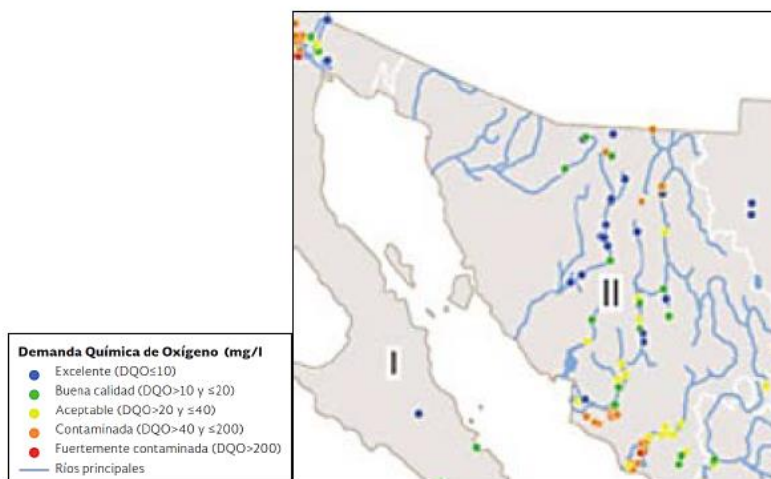 II
I
Demanda Química de Oxígeno (mg/l
Excelente (DQO≤10)
Buena calidad (DQO>10 y ≤20)
Aceptable (DQO>20 y ≤40)
Contaminada (DQO>40 y ≤200)
Fuertemente contaminada (DQO>200)
Ríos principales